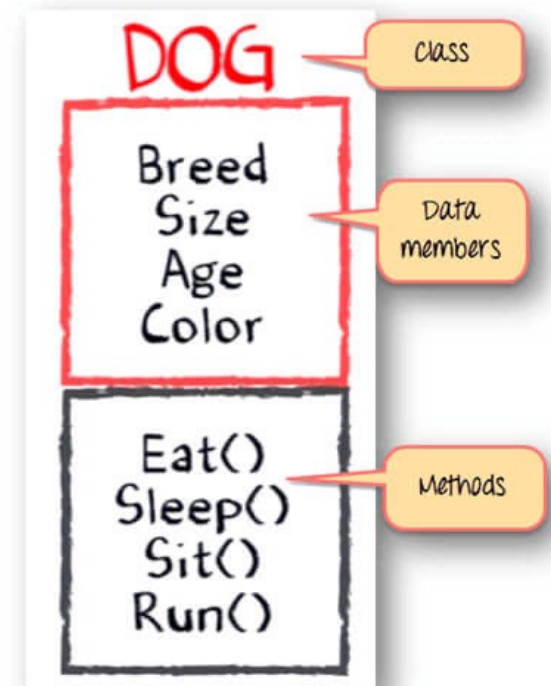 DOG
Class
Breed
Size
Age
Color
Data
members
Eat()
Sleep()
Sit()
Run()
Methods